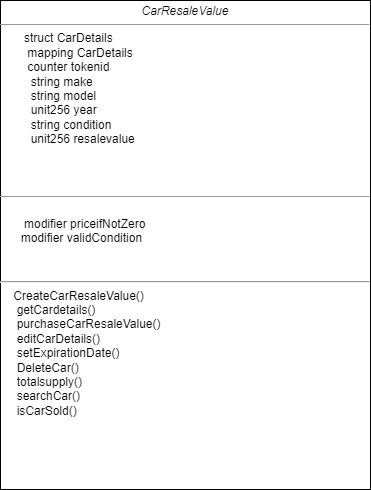 CarResaleValue
struct CarDetails
mapping CarDetails
counter tokenid
string make
string model
unit256 year
string condition
unit256 resalevalue
modifier priceifNotZero
modifier validCondition
CreateCarResaleValue()
getCardetails()
purchaseCarResaleValue()
editCarDetails()
setExpirationDate()
DeleteCar()
totalsupply()
searchCar()
isCarSold()